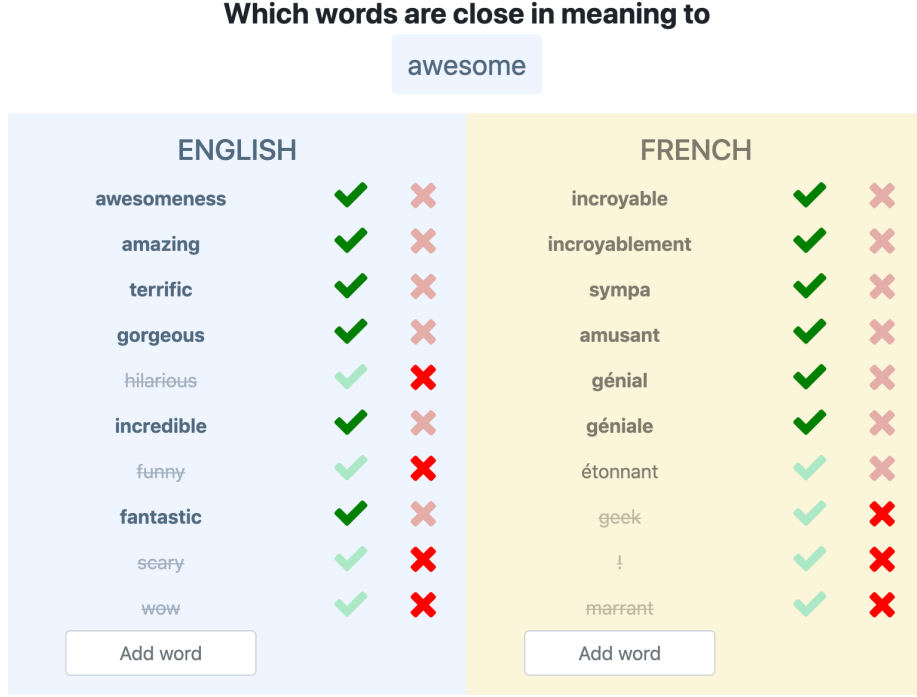 Which words are close in meaning to
awesome
ENGLISH
awesomeness
amazing
terrific
gorgeous
hilarious
incredible
funny
fantastic
scary
wow
Add word
FRENCH
incroyable
incroyablement
sympa
amusant
génial
géniale
étonnant
geek
!
marrant
Add word